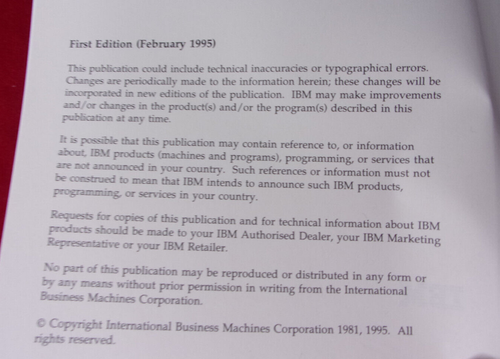 First Edition (February 1995)
This publication could include technical inaccuracies or typographical errors.
Changes are periodically made to the information herein; these changes will be
incorporated in new editions of the publication. IBM may make improvements
and/or changes in the product(s) and/or the program(s) described in this
publication at any time.
It is possible that this publication may contain reference to, or information
about, IBM products (machines and programs), programming, or services that
are not announced in your country. Such references or information must not
be construed to mean that IBM intends to announce such IBM products,
programming, or services in your country.
Requests for copies of this publication and for technical information about IBM
products should be made to your IBM Authorised Dealer, your IBM Marketing
Representative or your IBM Retailer.
No part of this publication may be reproduced or distributed in any form or
by any means without prior permission in writing from the International
Business Machines Corporation.
© Copyright International Business Machines Corporation 1981, 1995. All
rights reserved.